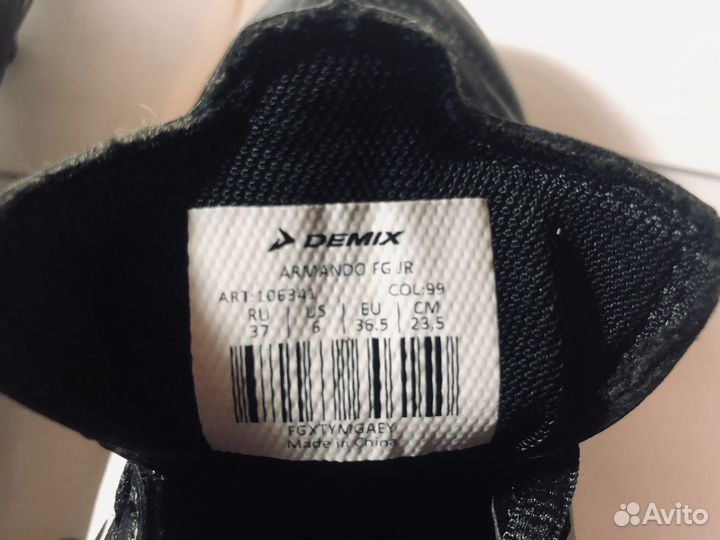 DEMIX
ARMANDO FG JR
ART:106341 COL:99
RU US EU CM
37 6 36.5 23,5
FGXTYMGAEY
Made in China
Avito